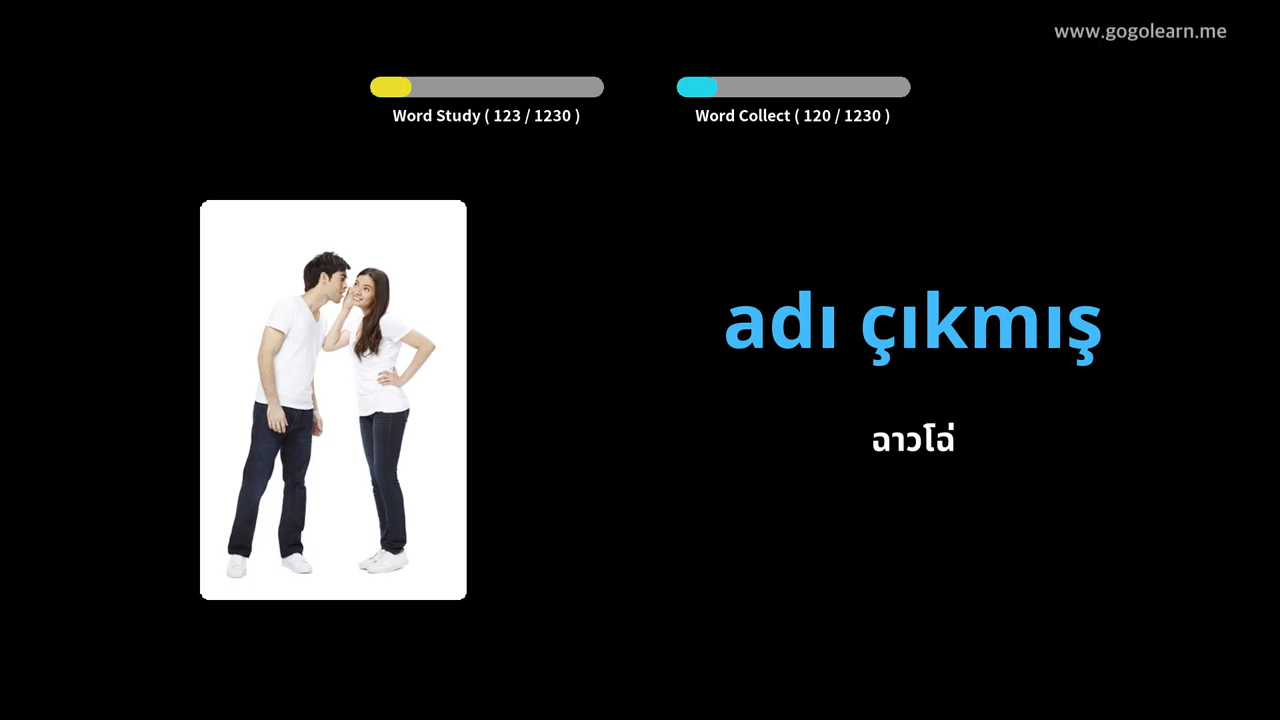 www.gogolearn.me
Word Study ( 123 / 1230 )
Word Collect ( 120 / 1230 )
adı çıkmış
ฉาวโฉ่